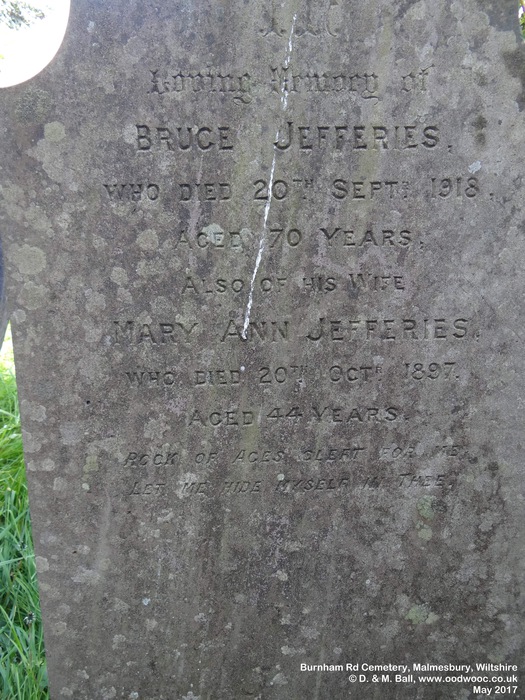 In
Loving Memory of
BRUCE JEFFERIES,
WHO DIED 20TH SEPTR 1918.
AGED 70 YEARS.
ALSO OF HIS WIFE
MARY ANN JEFFERIES,
WHO DIED 20TH OCTR 1897.
AGED 44 YEARS.
ROCK OF AGES CLEFT FOR ME,
LET ME HIDE MYSELF IN THEE.
Burnham Rd Cemetery, Malmesbury, Wiltshire
© D. & M. Ball, www.oodwooc.co.uk
May 2017